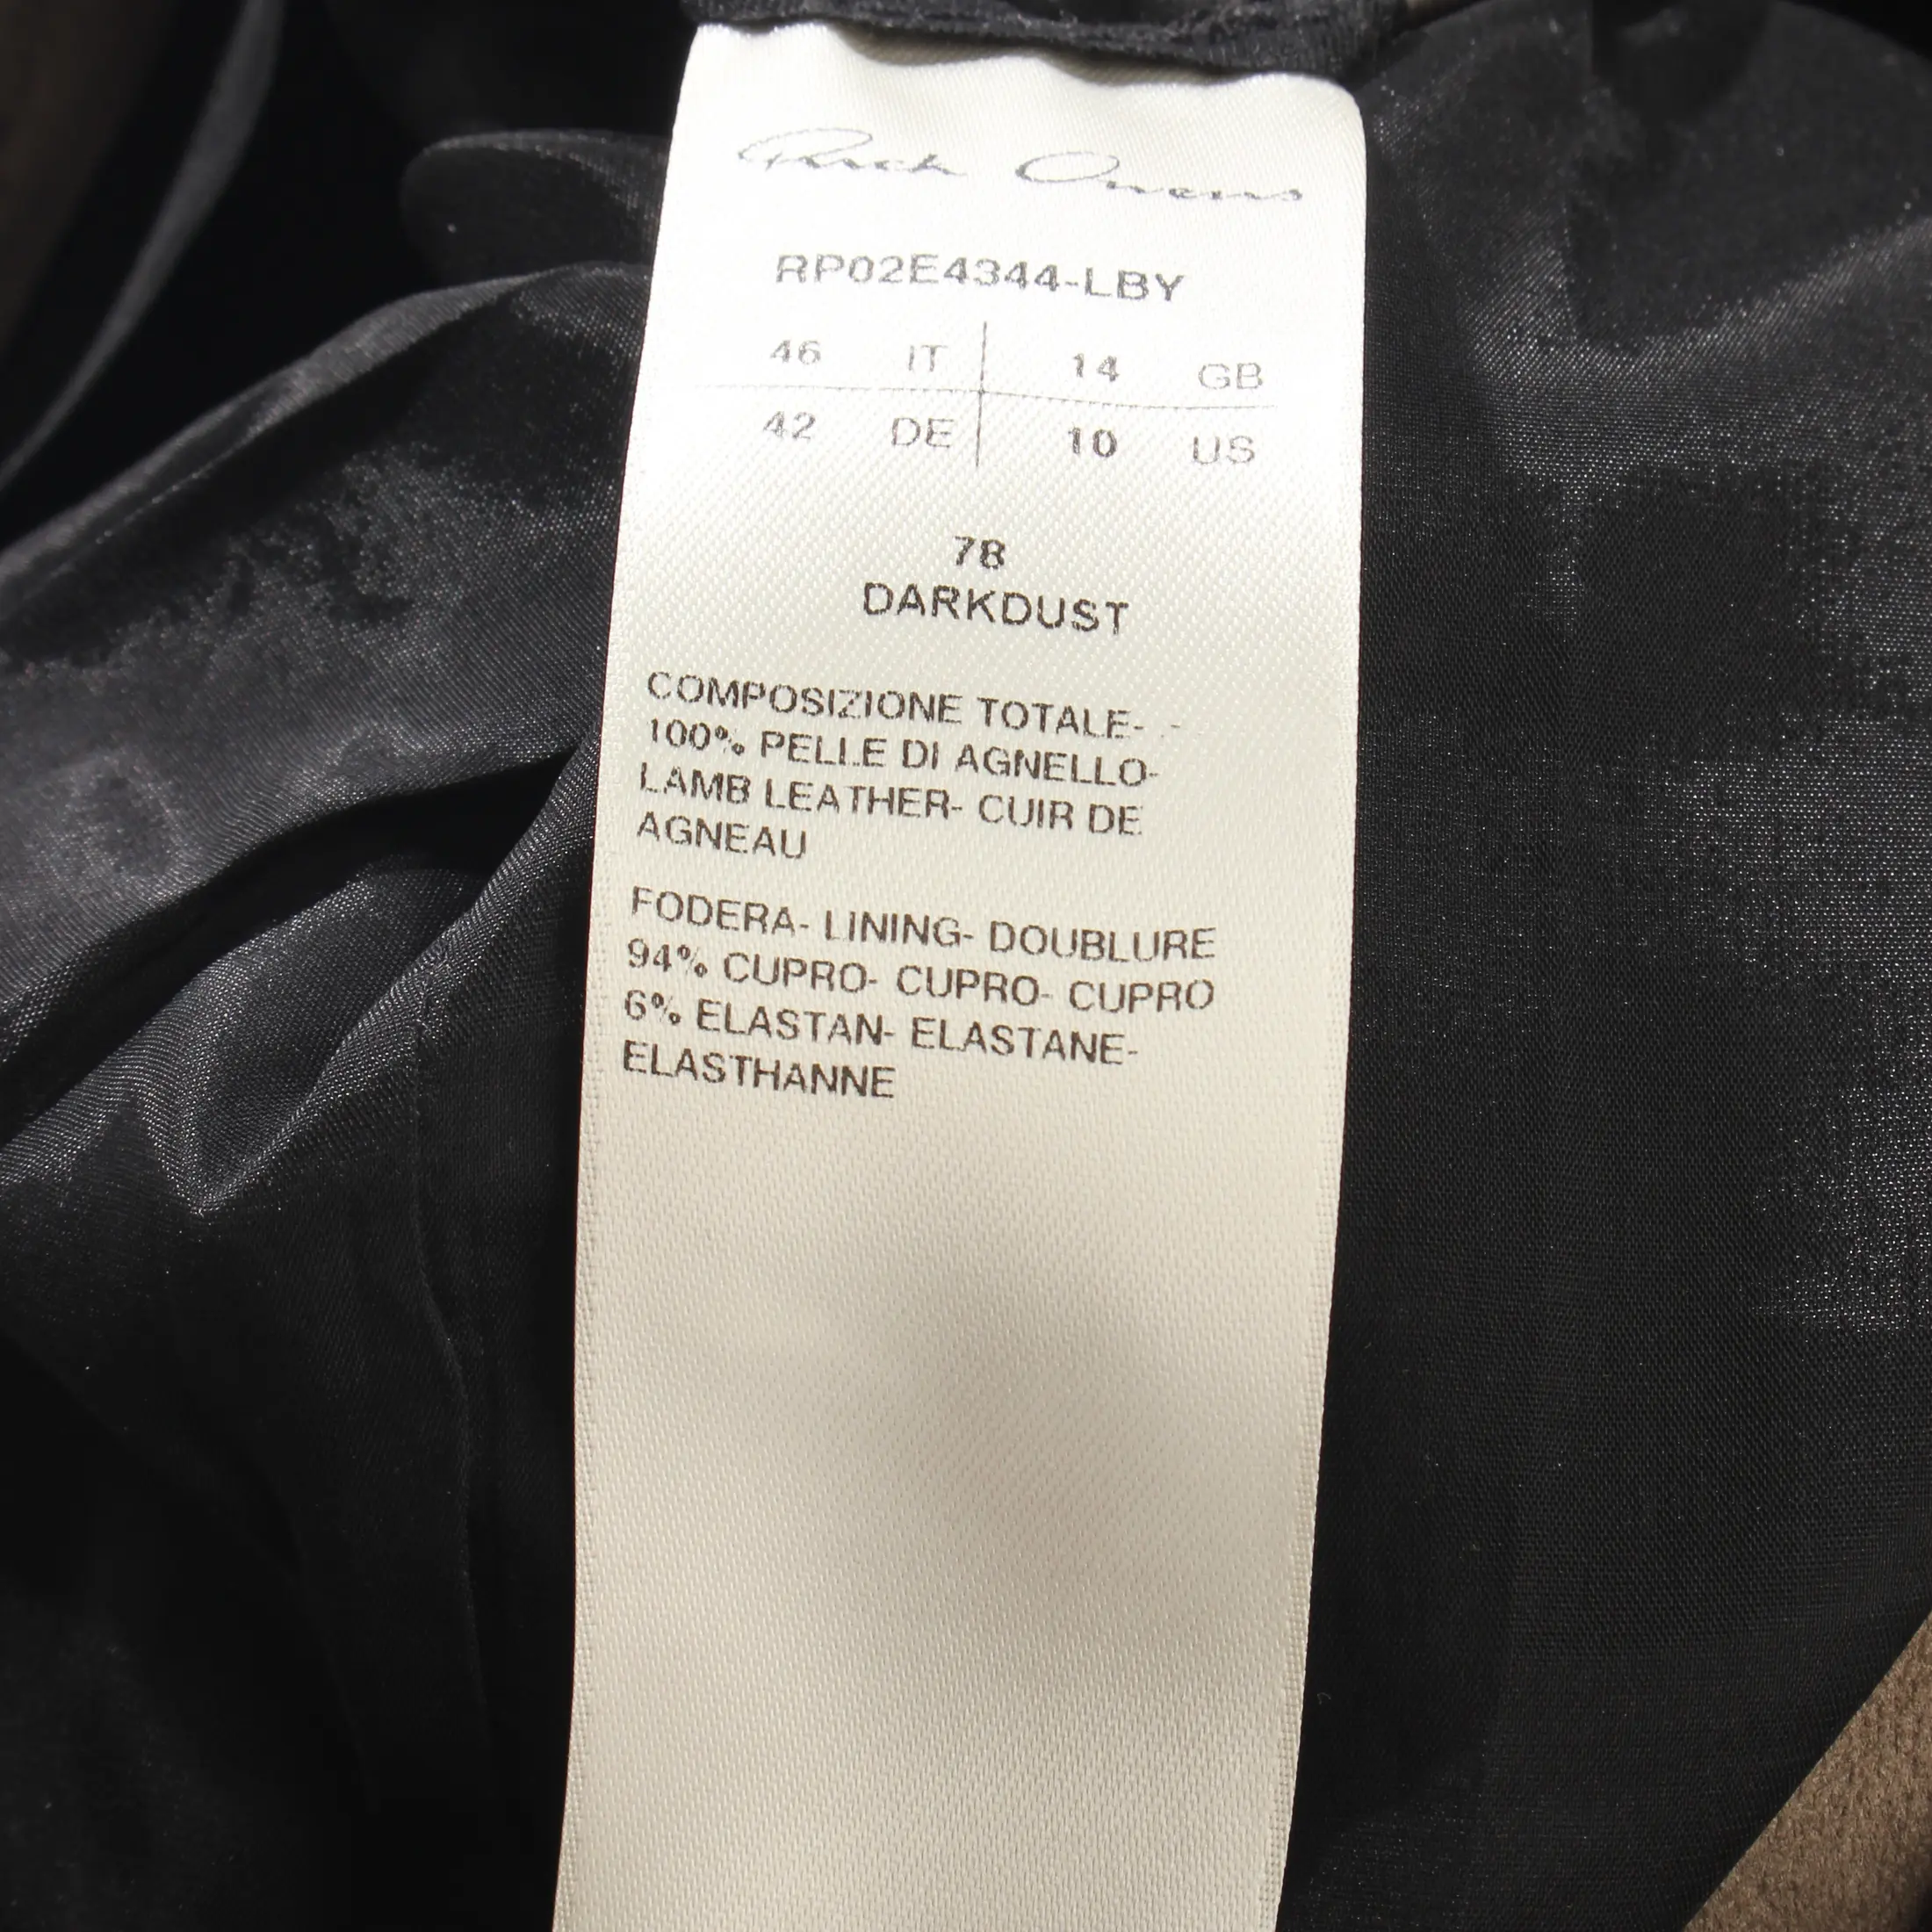 Rick Owens
RP02E4344-LBY
46 IT 14 GB
42 DE 10 US
78
DARKDUST
COMPOSIZIONE TOTALE- -
100% PELLE DI AGNELLO-
LAMB LEATHER- CUIR DE
AGNEAU
FODERA- LINING- DOUBLURE
94% CUPRO- CUPRO- CUPRO
6% ELASTAN- ELASTANE-
ELASTHANNE